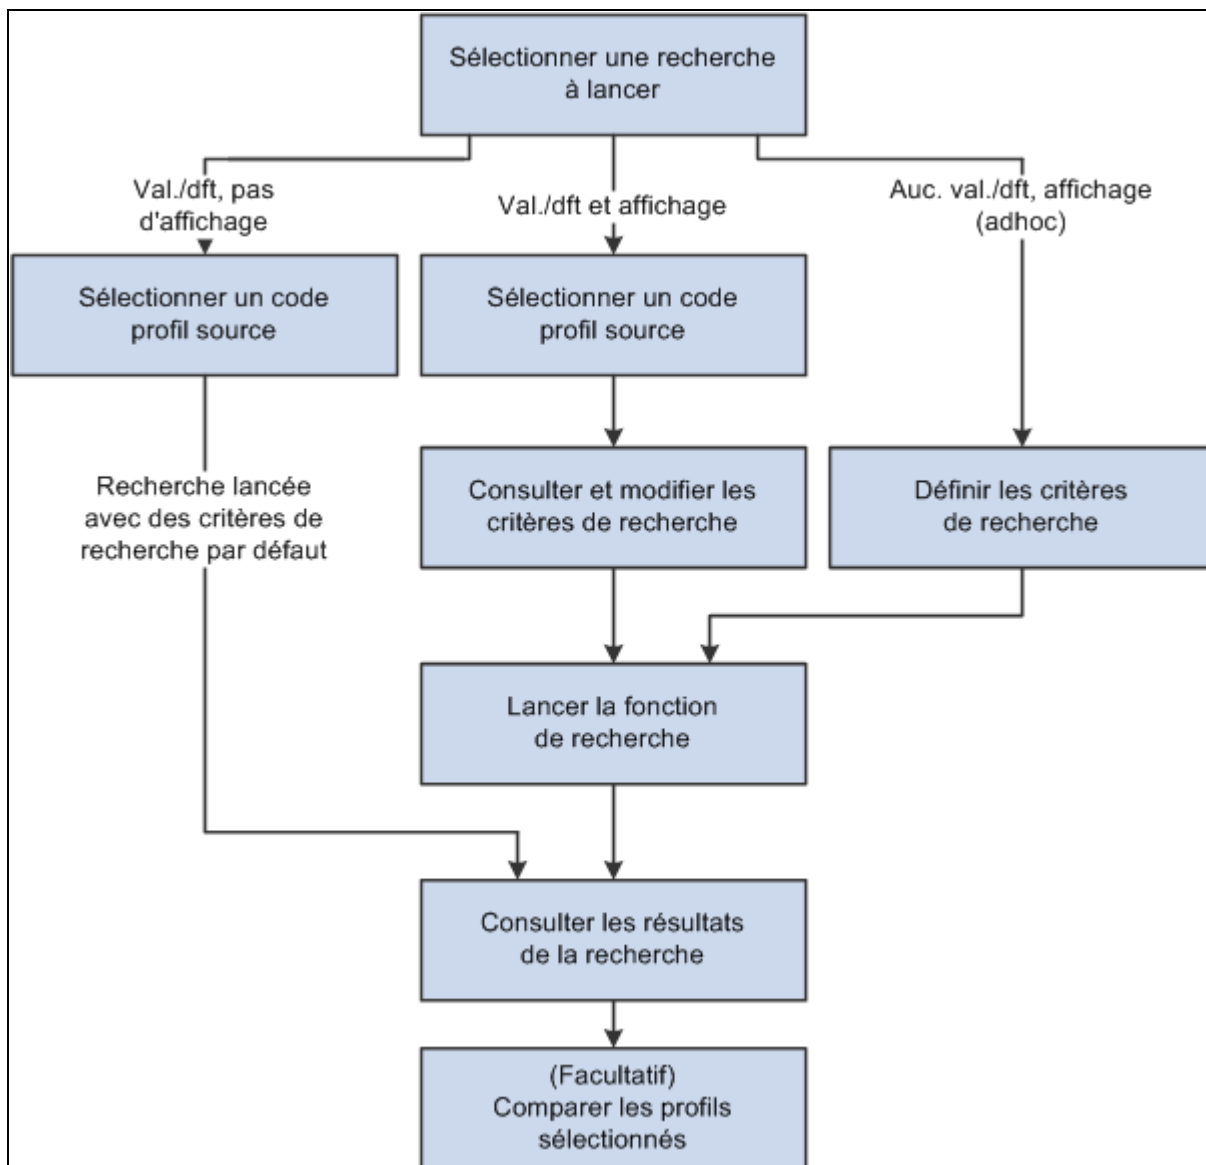 Sélectionner une recherche
à lancer
Val./dft, pas
d'affichage
Val./dft et affichage
Auc. val./dft, affichage
(adhoc)
Sélectionner un code
profil source
Sélectionner un code
profil source
Recherche lancée
avec des critères de
recherche par défaut
Consulter et modifier les
critères de recherche
Définir les critères
de recherche
Lancer la fonction
de recherche
Consulter les résultats
de la recherche
(Facultatif)
Comparer les profils
sélectionnés